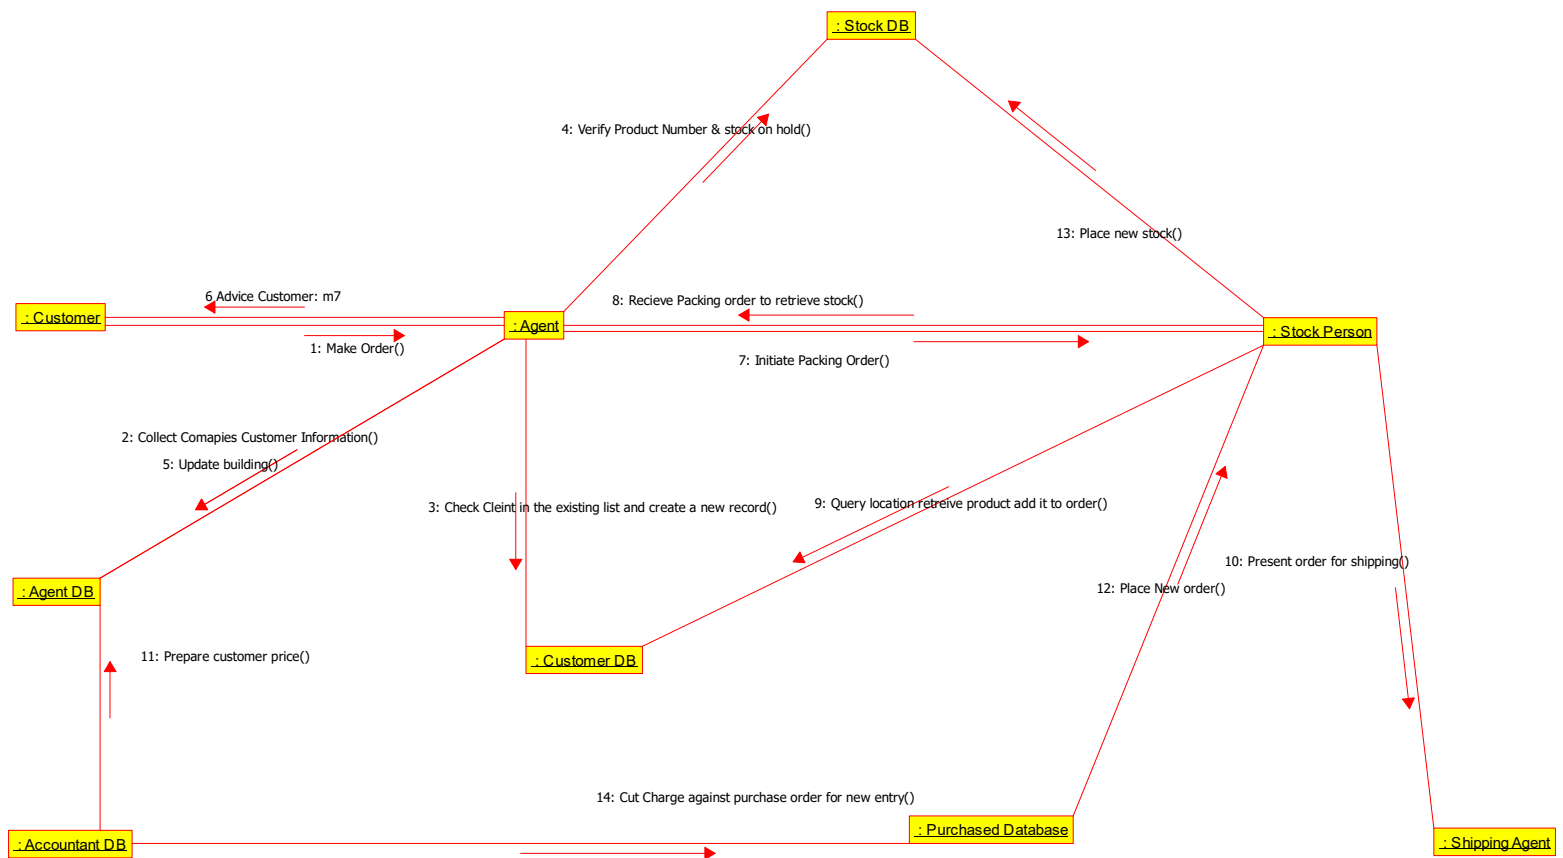 : Stock DB
4: Verify Product Number & stock on hold()
13: Place new stock()
6 Advice Customer: m7
8: Recieve Packing order to retrieve stock()
: Customer
: Agent
: Stock Person
1: Make Order()
7: Initiate Packing Order()
2: Collect Comapies Customer Information()
5: Update building()
3: Check Cleint in the existing list and create a new record()
9: Query location retreive product add it to order()
10: Present order for shipping()
: Agent DB
12: Place New order()
11: Prepare customer price()
: Customer DB
14: Cut Charge against purchase order for new entry()
: Accountant DB
: Purchased Database
: Shipping Agent